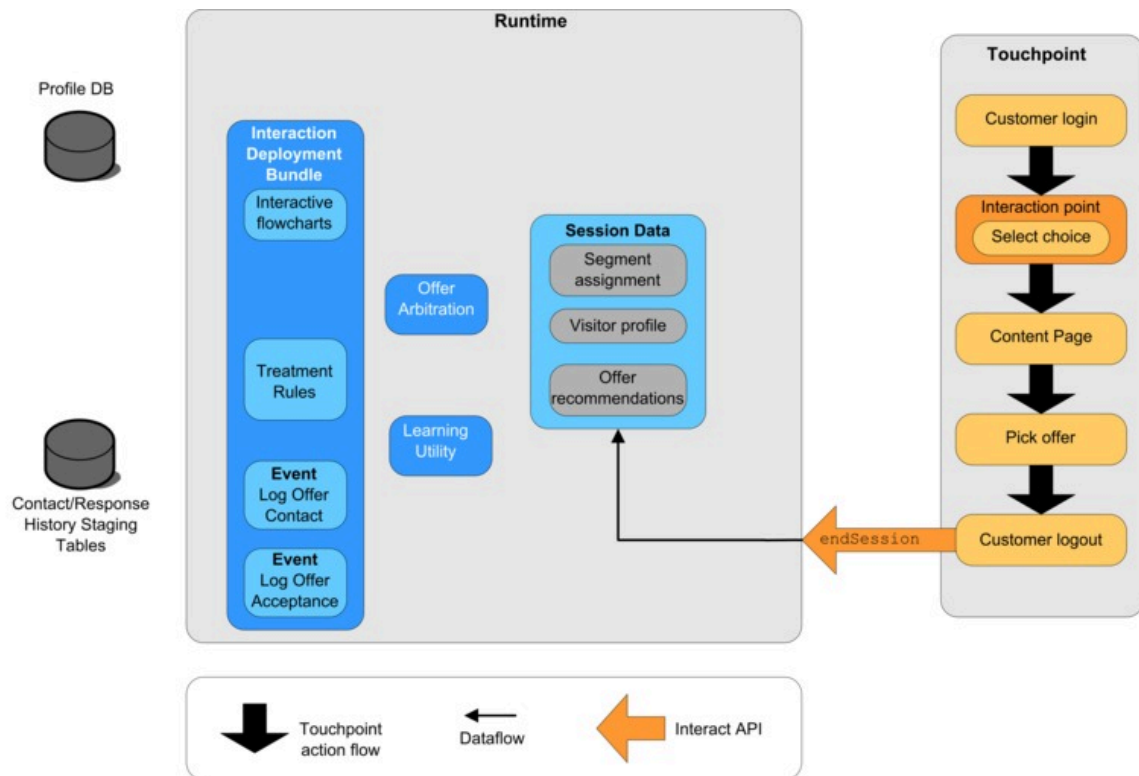 Runtime
Profile DB
Interaction
Deployment
Bundle
Interactive
flowcharts
Treatment
Rules
Event
Log Offer
Contact
Event
Log Offer
Acceptance
Offer
Arbitration
Learning
Utility
Session Data
Segment
assignment
Visitor profile
Offer
recommendations
Contact/Response
History Staging
Tables
Touchpoint
Customer login
Interaction point
Select choice
Content Page
Pick offer
Customer logout
endSession
Touchpoint
action flow
Dataflow
Interact API